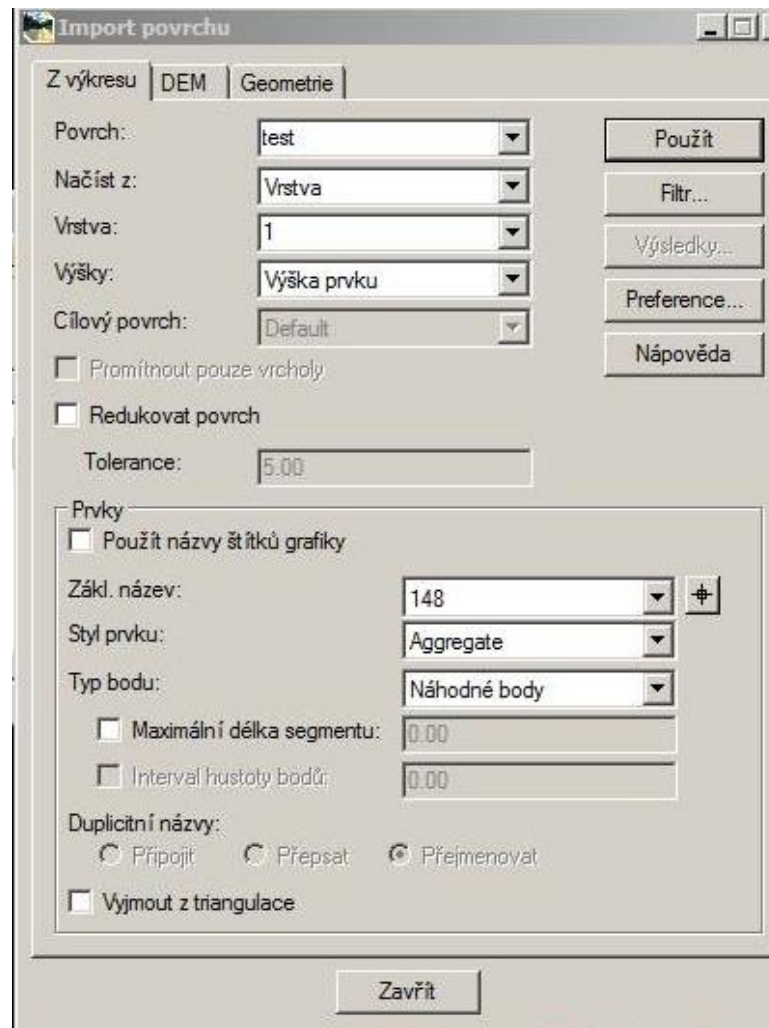 Import povrchu
Z výkresu DEM Geometrie
Povrch: test Použít
Načíst z: Vrstva Filtr...
Vrstva: 1 Výsledky...
Výšky: Výška prvku Preference...
Cílový povrch: Default Nápověda
Promítnout pouze vrcholy
Redukovat povrch
Tolerance: 5.00
Prvky
Použít názvy štítků grafiky
Zákl. název: 148
Styl prvku: Aggregate
Typ bodu: Náhodné body
Maximální délka segmentu: 0.00
Interval hustoty bodů: 0.00
Duplicitní názvy:
Připojit Přepsat Přejmenovat
Vyjmout z triangulace
Zavřít